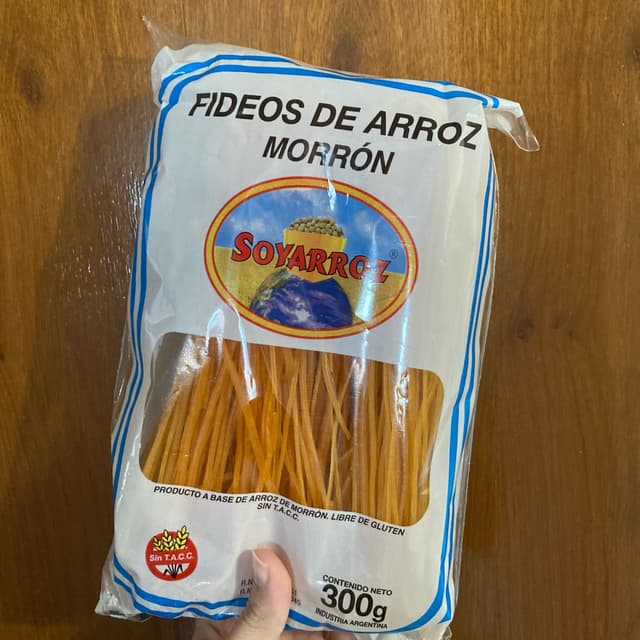 FIDEOS DE ARROZ
MORRÓN
SOYARROZ®
PRODUCTO A BASE DE ARROZ DE MORRÓN. LIBRE DE GLUTEN
SIN T.A.C.C.
Sin T.A.C.C.
CONTENIDO NETO
300g
INDUSTRIA ARGENTINA